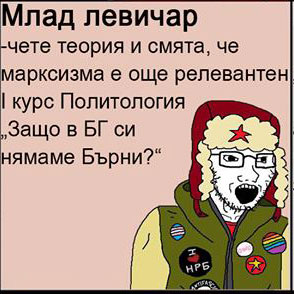 Млад левичар
-чете теория и смята, че
марксизма е още релевантен
I курс Политология
„Защо в БГ си
нямаме Бърни?“
I
НРБ